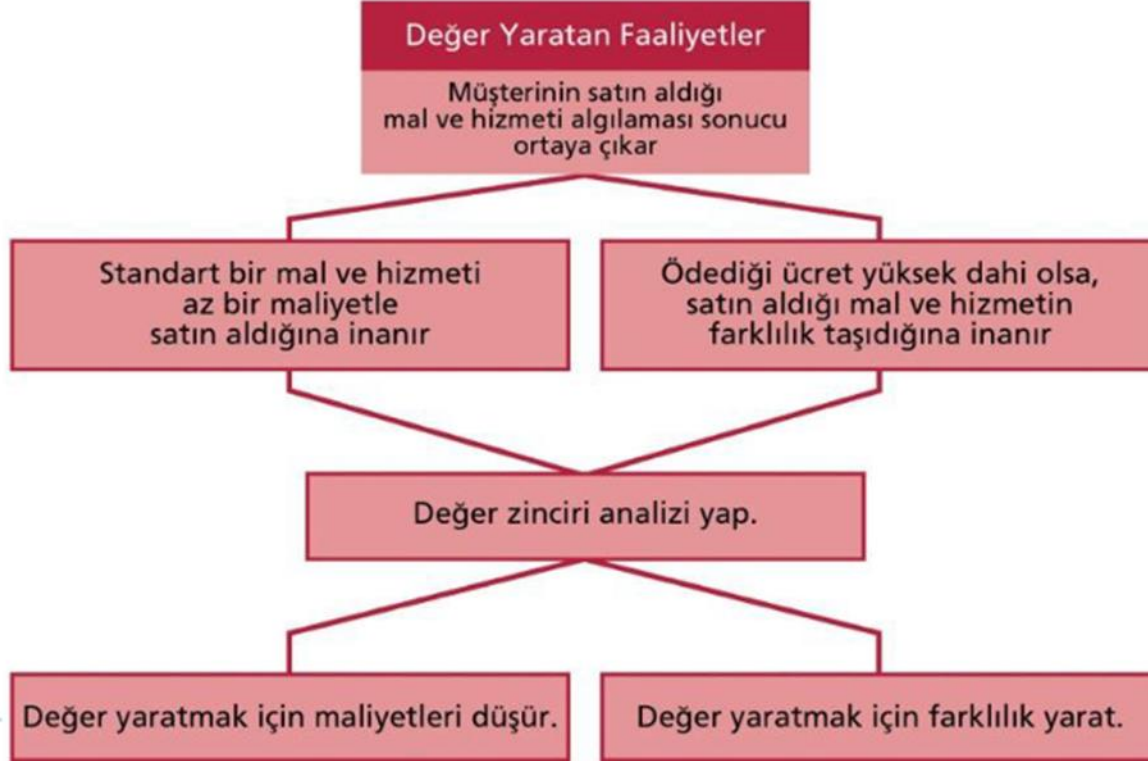 Değer Yaratan Faaliyetler
Müşterinin satın aldığı
mal ve hizmeti algılaması sonucu
ortaya çıkar
Standart bir mal ve hizmeti
az bir maliyetle
satın aldığına inanır
Ödediği ücret yüksek dahi olsa,
satın aldığı mal ve hizmetin
farklılık taşıdığına inanır
Değer zinciri analizi yap.
Değer yaratmak için maliyetleri düşür.
Değer yaratmak için farklılık yarat.